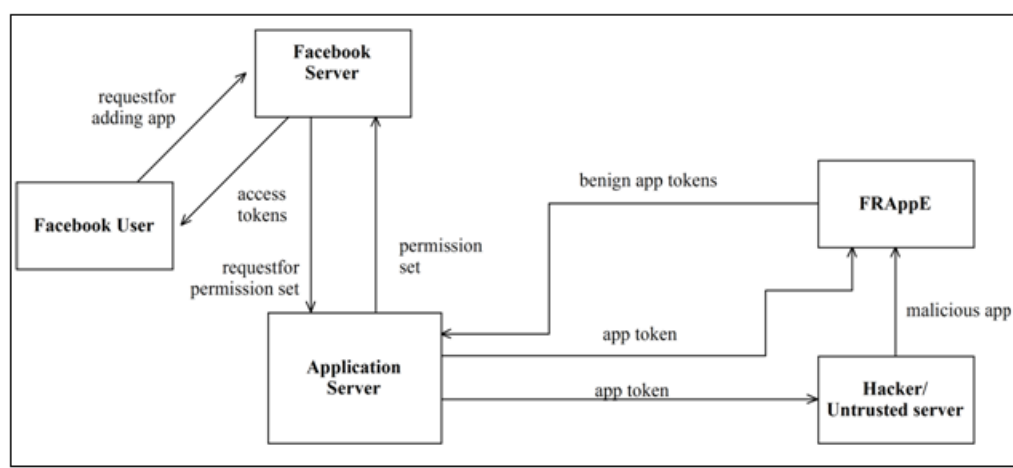 Facebook
Server
requestfor
adding app
Facebook User
access
tokens
requestfor
permission set
permission
set
benign app tokens
FRAppE
malicious app
app token
Application
Server
app token
Hacker/
Untrusted server